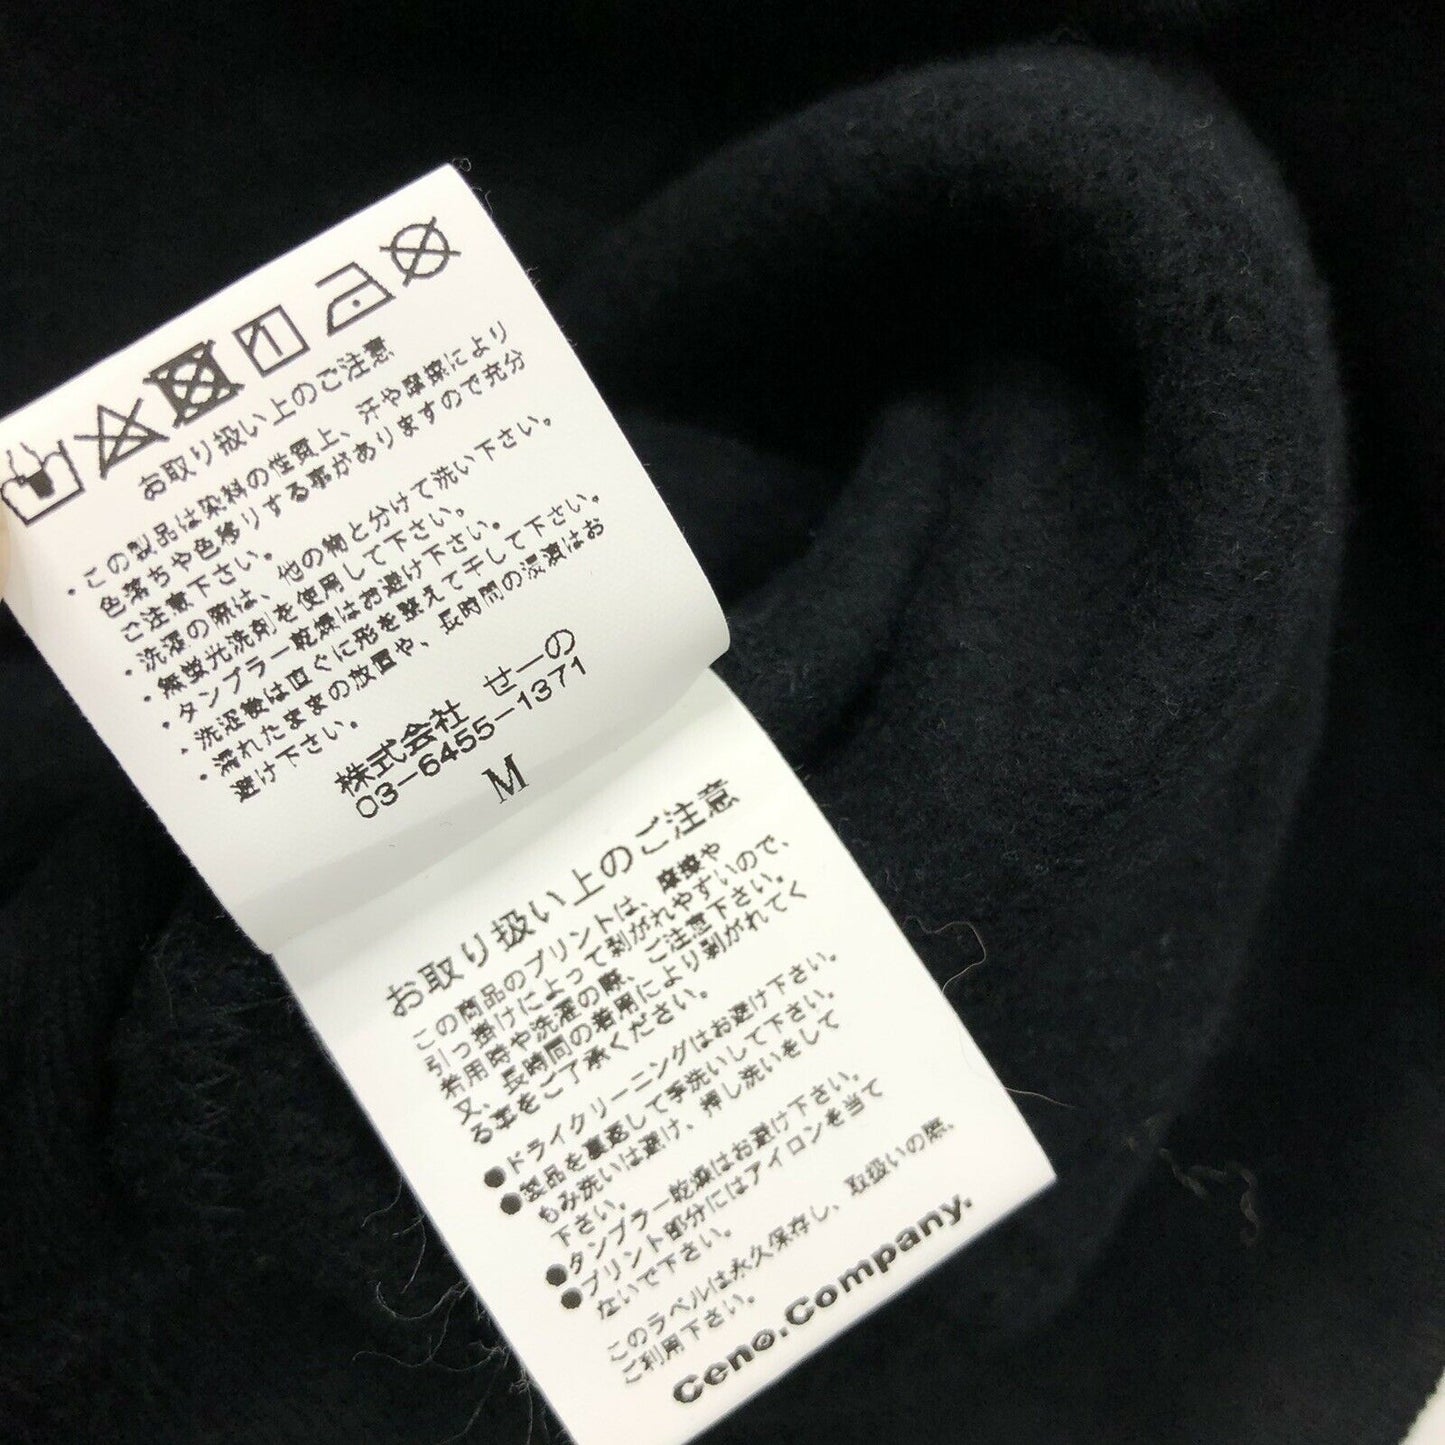 お取り扱い上のご注意
・この製品は染料の性質上、汗や摩擦により
色落ちや色移りする事がありますので充分
ご注意下さい。
・洗濯の際は、他の物と分けて洗い下さい。
・無蛍光洗剤を使用して下さい。
・タンブラー乾燥はお避け下さい。
・洗濯後は直ぐに形を整えて干して下さい。
・濡れたままの放置や、長時間の浸漬はお
避け下さい。
株式会社 せーの
03-6455-1371
M
お取り扱い上のご注意
この商品のプリントは、摩擦や
引っ掛けによって剥がれやすいので、
着用時や洗濯の際、ご注意下さい。
又、長時間の着用により剥がれてく
る事をご了承ください。
●ドライクリーニングはお避け下さい。
●製品を裏返して手洗いして下さい。
もみ洗いは避け、押し洗いをして
下さい。
●タンブラー乾燥はお避け下さい。
●プリント部分にはアイロンを当て
ないで下さい。
このラベルは永久保存し、取扱いの際、
ご利用下さい。
Ceno.Company.